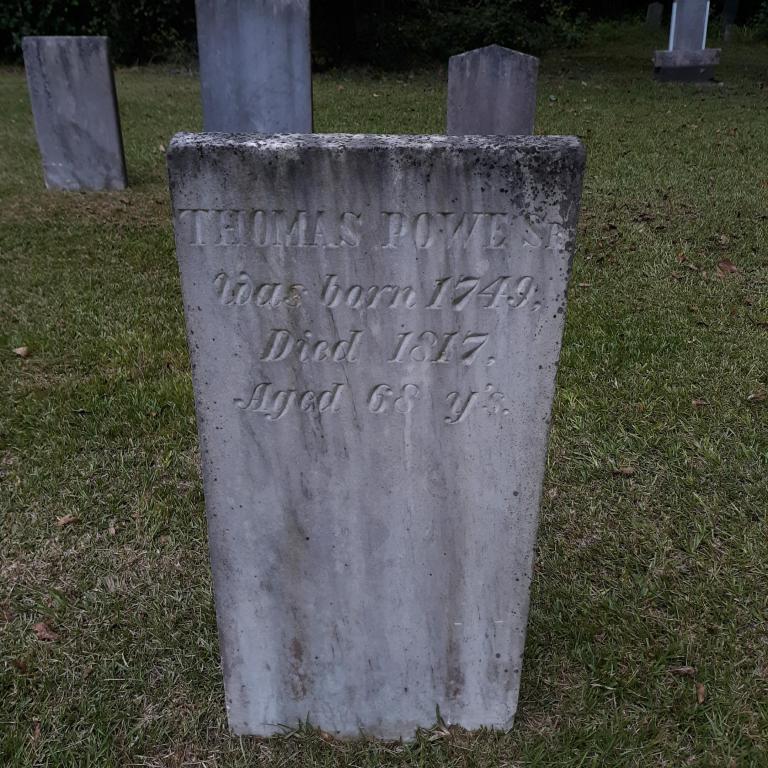 THOMAS POWE SR
Was born 1749,
Died 1817,
Aged 68 y's.